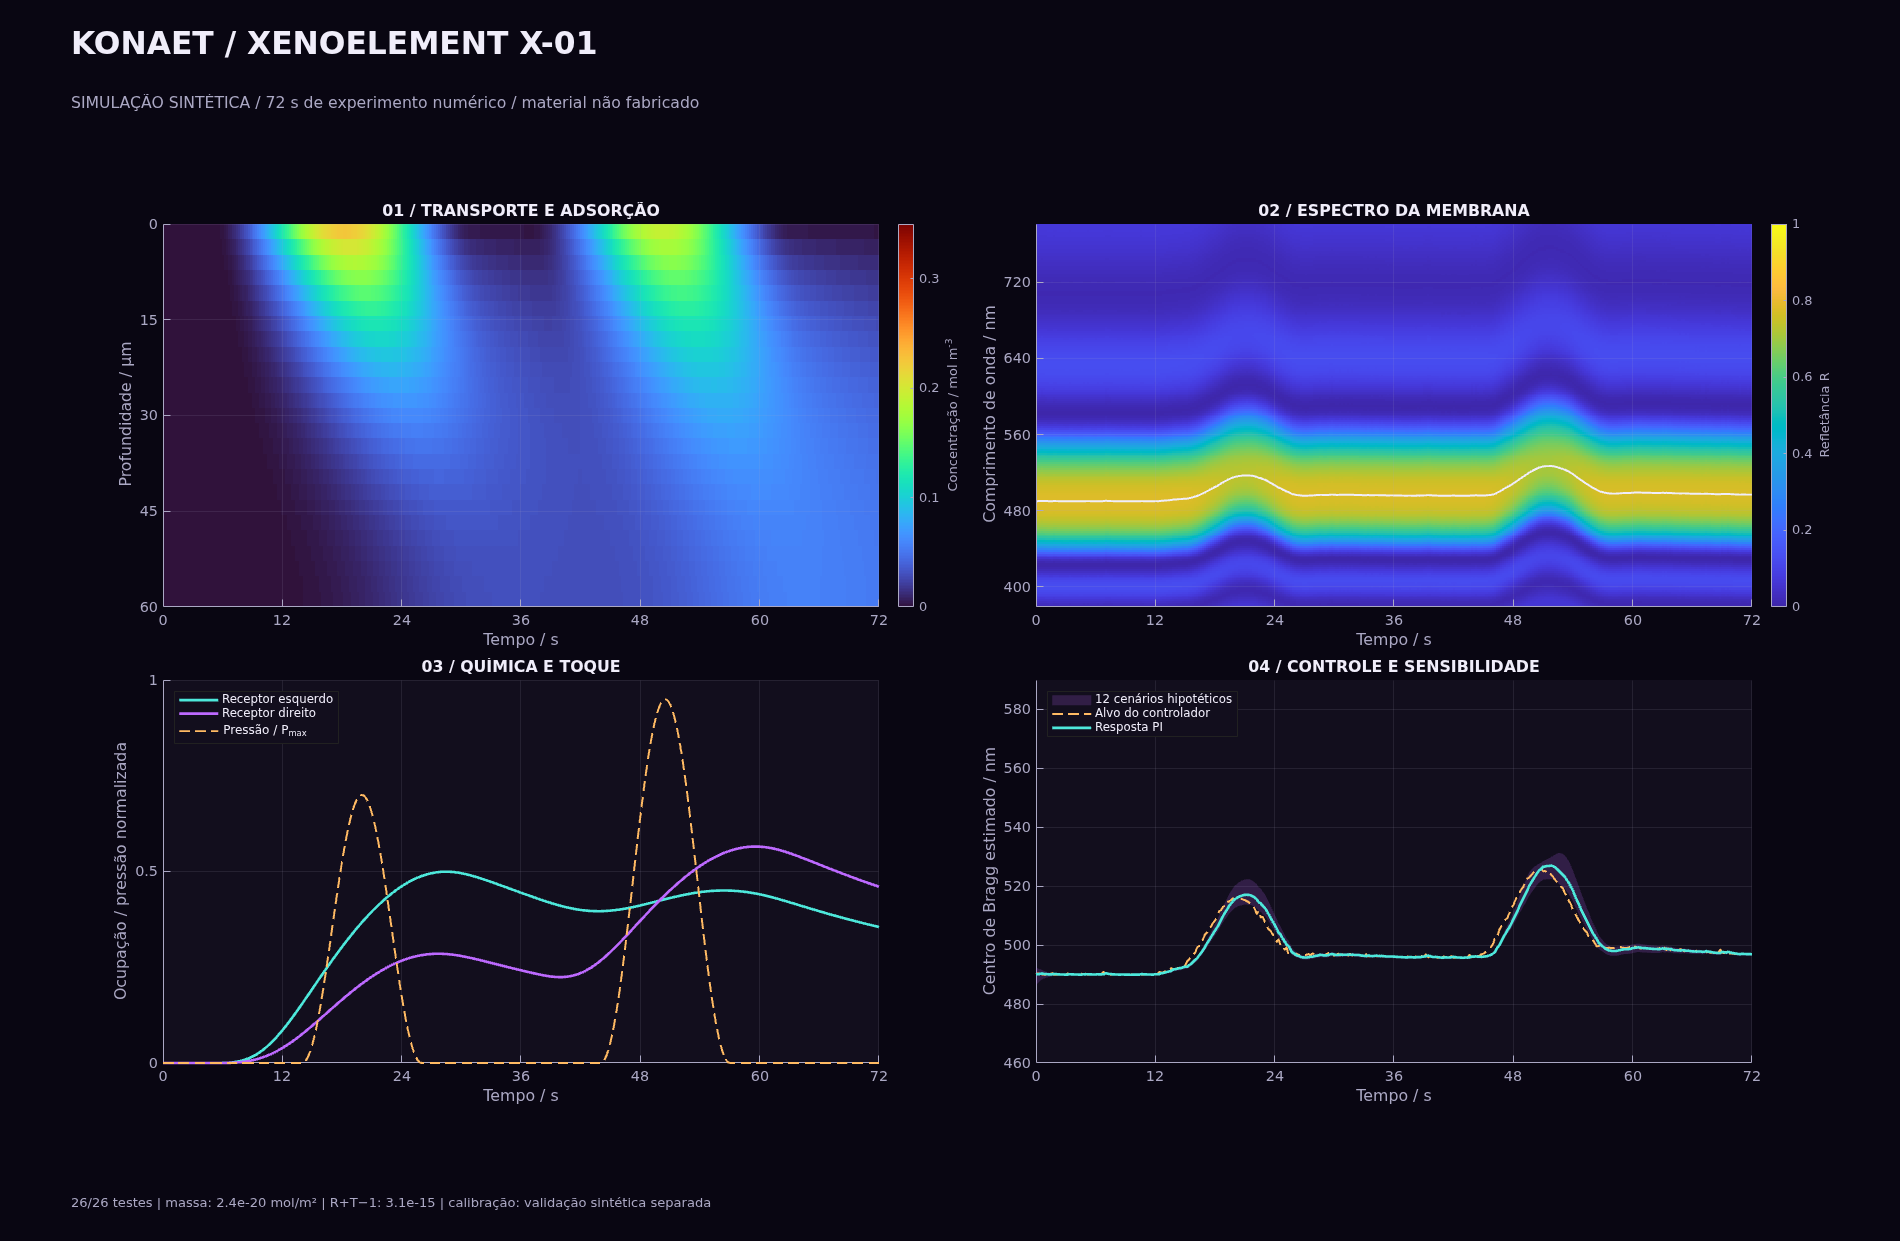 KONAET / XENOELEMENT X-01
SIMULAÇÃO SINTÉTICA / 72 s de experimento numérico / material não fabricado
01 / TRANSPORTE E ADSORÇÃO
0
15
30
45
60
Profundidade / µm
0 12 24 36 48 60 72
Tempo / s
0.3
0.2
0.1
0
Concentração / mol m⁻³
02 / ESPECTRO DA MEMBRANA
720
640
560
480
400
Comprimento de onda / nm
0 12 24 36 48 60 72
Tempo / s
1
0.8
0.6
0.4
0.2
0
Refletância R
03 / QUÍMICA E TOQUE
Receptor esquerdo
Receptor direito
Pressão / Pmax
1
0.5
0
Ocupação / pressão normalizada
0 12 24 36 48 60 72
Tempo / s
04 / CONTROLE E SENSIBILIDADE
12 cenários hipotéticos
Alvo do controlador
Resposta PI
580
560
540
520
500
480
460
Centro de Bragg estimado / nm
0 12 24 36 48 60 72
Tempo / s
26/26 testes | massa: 2.4e-20 mol/m² | R+T−1: 3.1e-15 | calibração: validação sintética separada